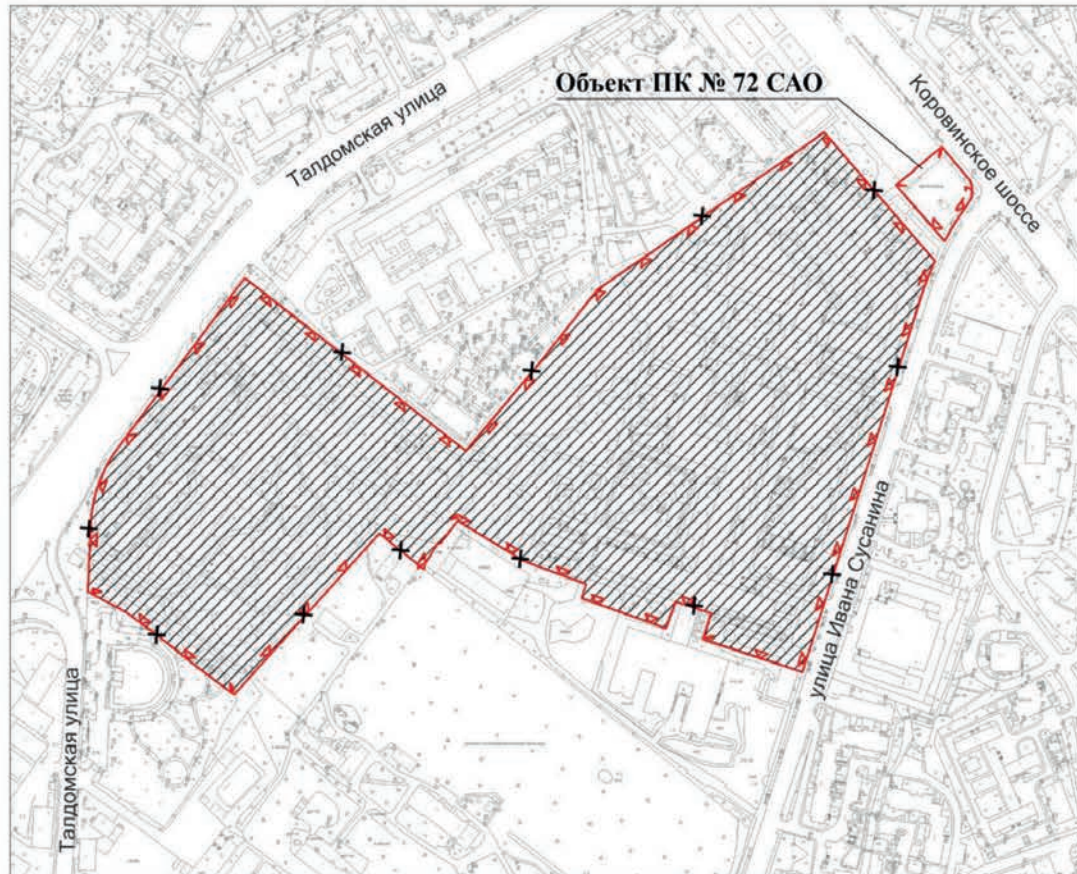 Объект ПК № 72 САО
Коровинское шоссе
Талдомская улица
улица Ивана Сусанина
Талдомская улица